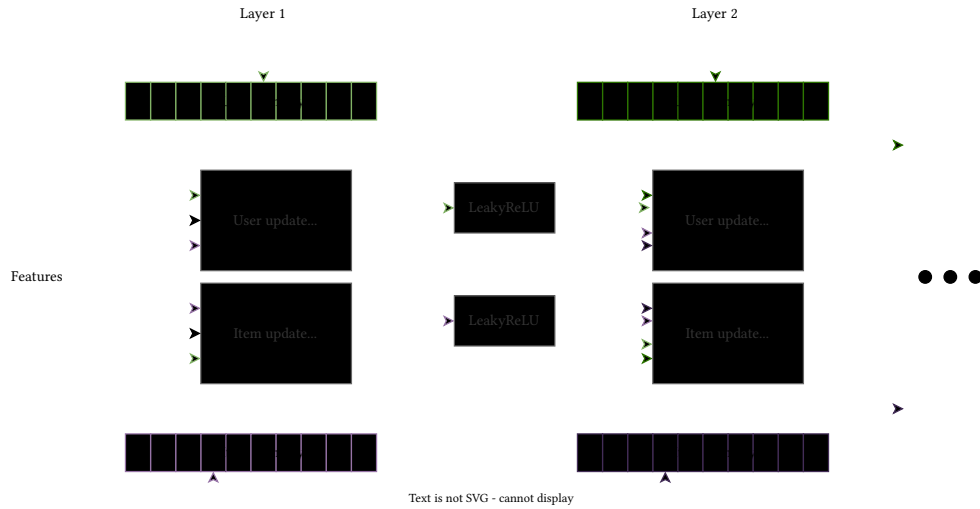 Layer 1
Layer 2
User update...
LeakyReLU
User update...
Features
Item update...
LeakyReLU
Item update...
Text is not SVG - cannot display